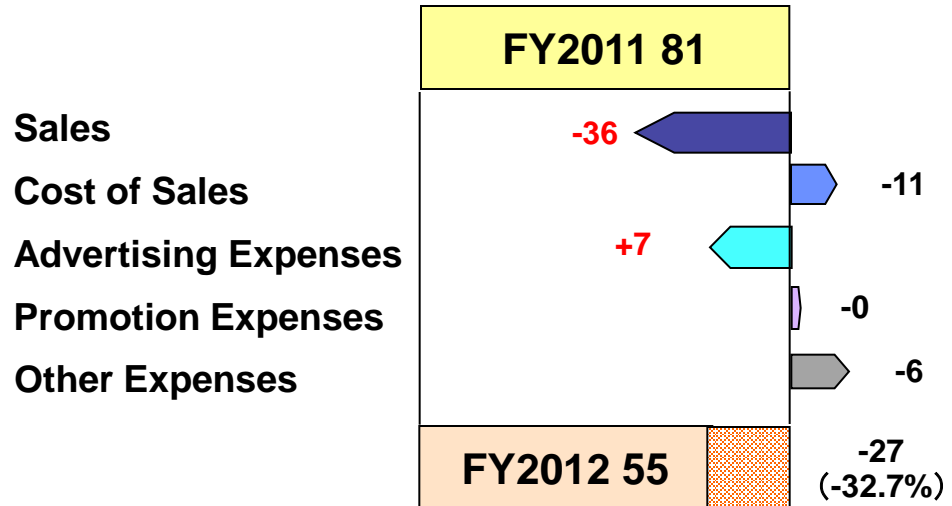 FY2011 81
Sales
-36
Cost of Sales
-11
Advertising Expenses
+7
Promotion Expenses
-0
Other Expenses
-6
FY2012 55
-27
（-32.7%）